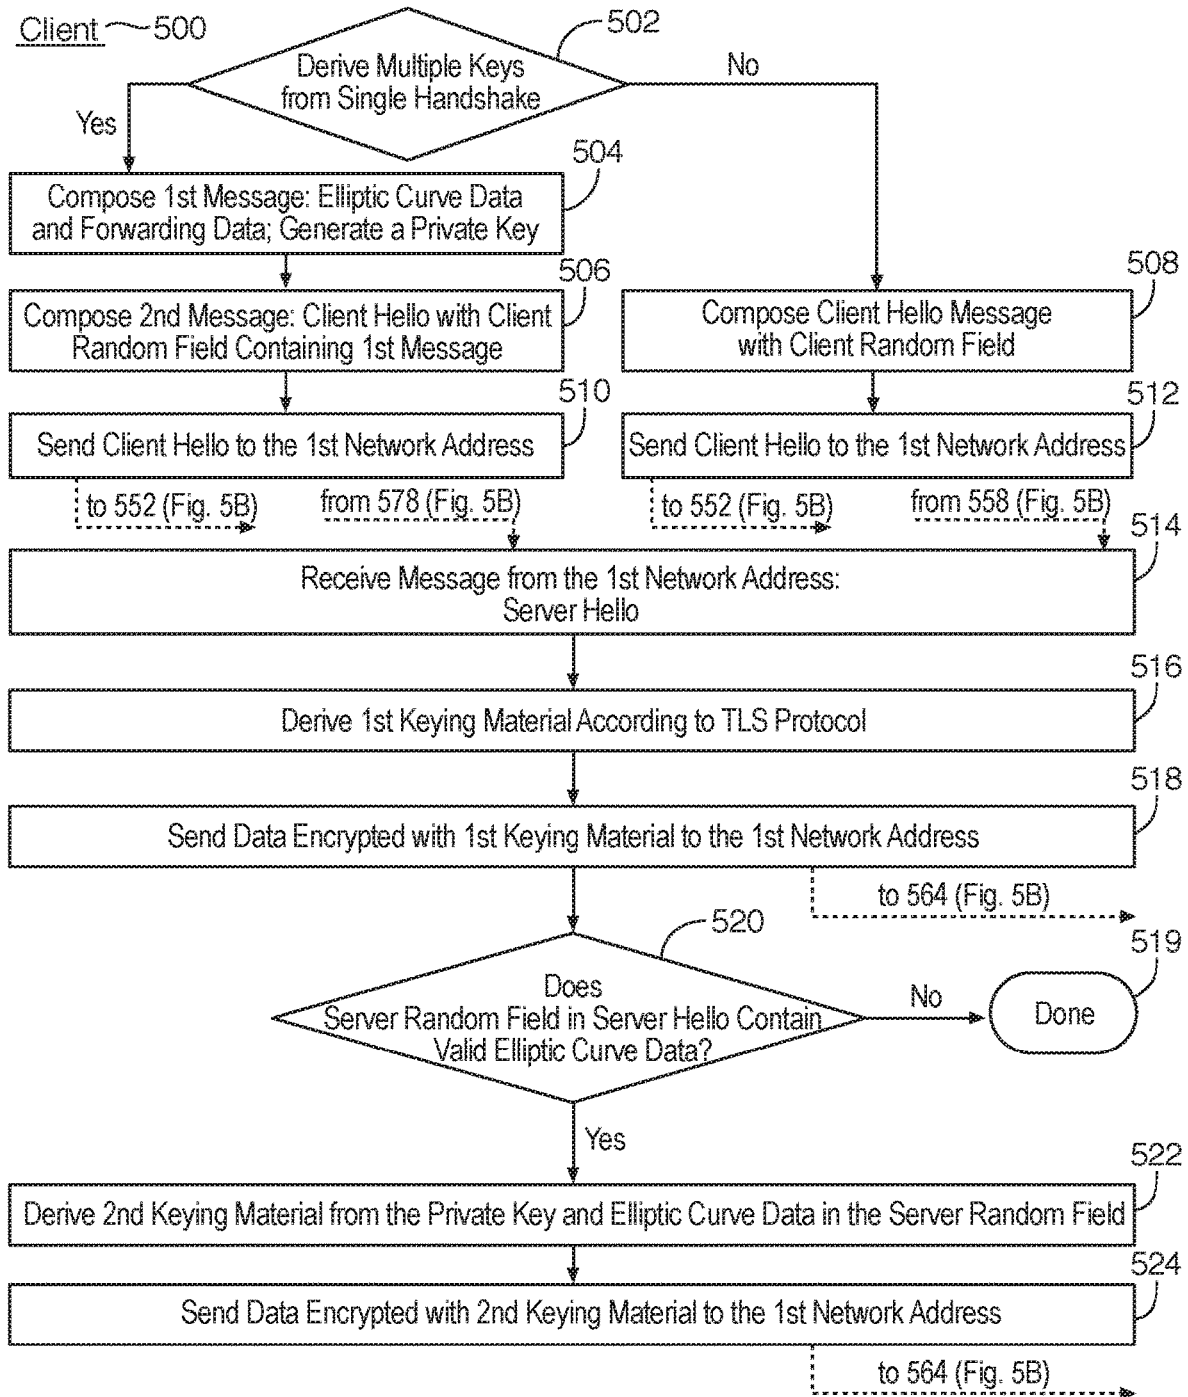 Client 500
502
Derive Multiple Keys
from Single Handshake
Yes
No
504
Compose 1st Message: Elliptic Curve Data
and Forwarding Data; Generate a Private Key
506
Compose 2nd Message: Client Hello with Client
Random Field Containing 1st Message
508
Compose Client Hello Message
with Client Random Field
510
Send Client Hello to the 1st Network Address
512
Send Client Hello to the 1st Network Address
to 552 (Fig. 5B)
from 578 (Fig. 5B)
to 552 (Fig. 5B)
from 558 (Fig. 5B)
514
Receive Message from the 1st Network Address:
Server Hello
516
Derive 1st Keying Material According to TLS Protocol
518
Send Data Encrypted with 1st Keying Material to the 1st Network Address
to 564 (Fig. 5B)
520
Does
Server Random Field in Server Hello Contain
Valid Elliptic Curve Data?
No
519
Done
Yes
522
Derive 2nd Keying Material from the Private Key and Elliptic Curve Data in the Server Random Field
524
Send Data Encrypted with 2nd Keying Material to the 1st Network Address
to 564 (Fig. 5B)